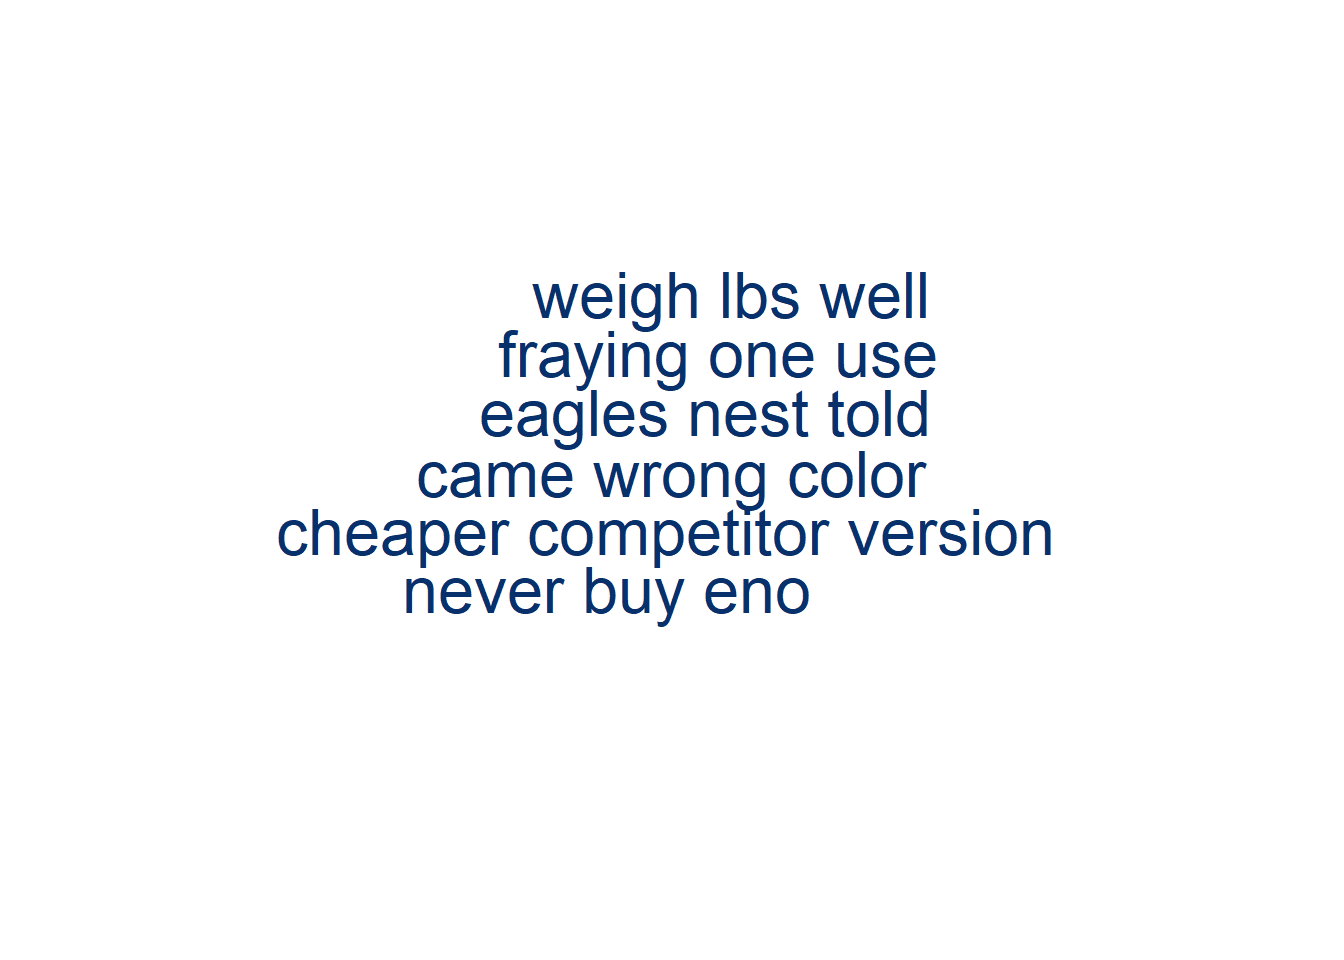 weigh lbs well
fraying one use
eagles nest told
came wrong color
cheaper competitor version
never buy eno